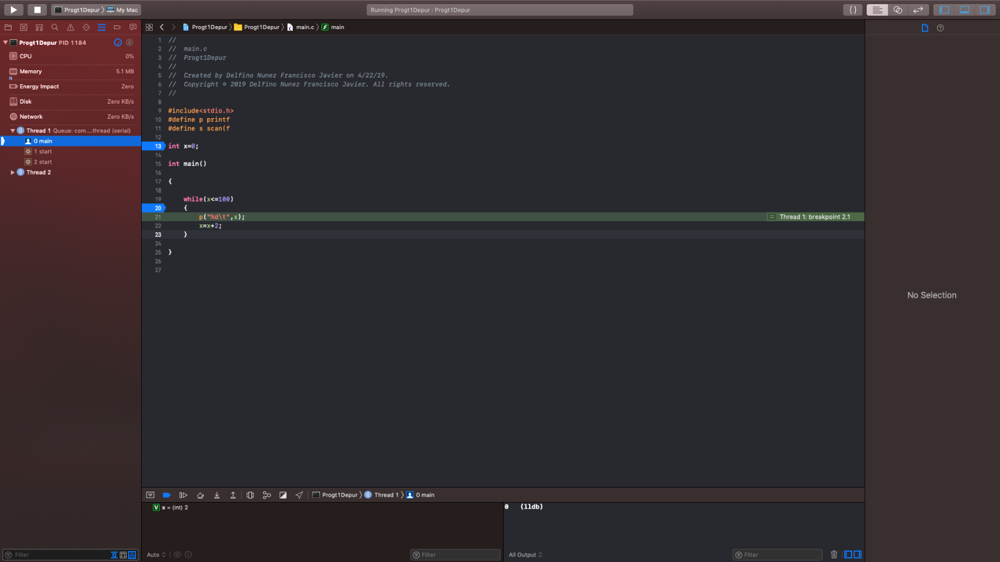 Progt1Depur 〉 My Mac
Running Progt1Depur : Progt1Depur
{ }
Progt1Depur PID 1184
CPU 0%
Memory 5.1 MB
Energy Impact Zero
Disk Zero KB/s
Network Zero KB/s
Thread 1 Queue: com....thread (serial)
0 main
1 start
2 start
Thread 2
Filter
Progt1Depur 〉 Progt1Depur 〉 main.c 〉 main
1 //
2 //  main.c
3 //  Progt1Depur
4 //
5 //  Created by Delfino Nunez Francisco Javier on 4/22/19.
6 //  Copyright © 2019 Delfino Nunez Francisco Javier. All rights reserved.
7 //
8
9 #include<stdio.h>
10 #define p printf
11 #define s scan(f
12
13 int x=0;
14
15 int main()
16
17 {
18
19     while(x<=100)
20     {
21         p("%d\t",x); Thread 1: breakpoint 2.1
22         x=x+2;
23     }
24
25 }
26
27
Progt1Depur 〉 Thread 1 〉 0 main
V x = (int) 2
Auto
Filter
0 (lldb)
All Output
Filter
No Selection